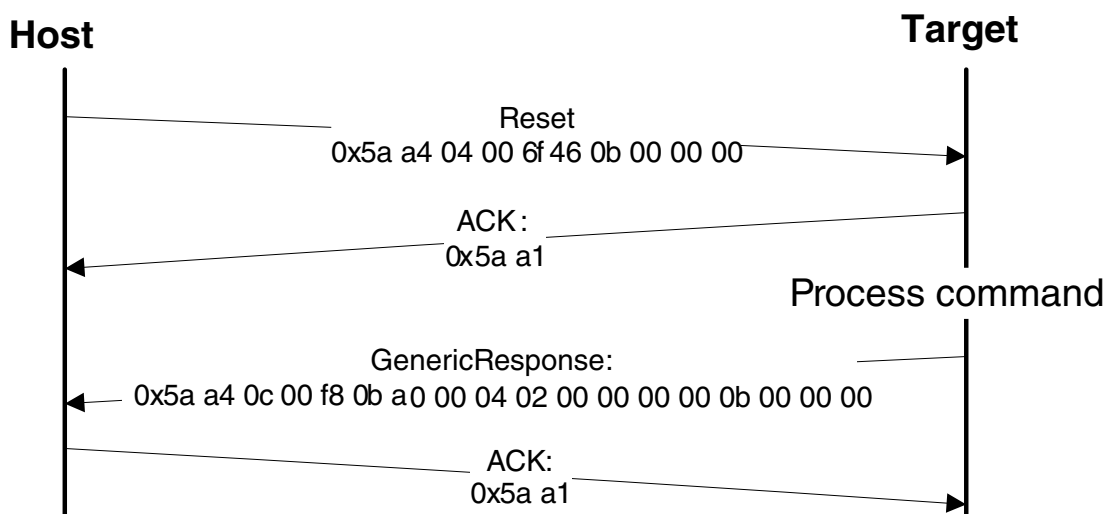 Host
Target
Reset
0x5a a4 04 00 6f 46 0b 00 00 00
ACK:
0x5a a1
Process command
GenericResponse:
0x5a a4 0c 00 f8 0b a0 00 04 02 00 00 00 00 0b 00 00 00
ACK:
0x5a a1